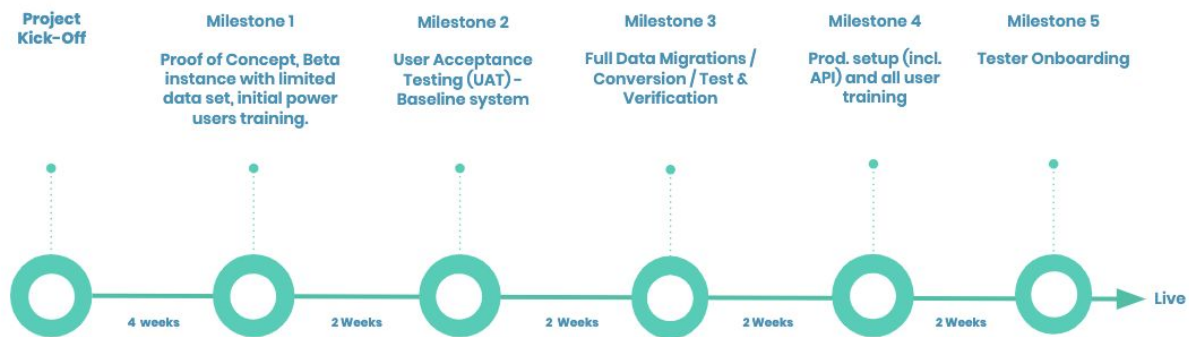 Project
Kick-Off
Milestone 1
Proof of Concept, Beta
instance with limited
data set, initial power
users training.
Milestone 2
User Acceptance
Testing (UAT) -
Baseline system
Milestone 3
Full Data Migrations /
Conversion / Test &
Verification
Milestone 4
Prod. setup (incl.
API) and all user
training
Milestone 5
Tester Onboarding
4 weeks
2 Weeks
2 Weeks
2 Weeks
2 Weeks
Live